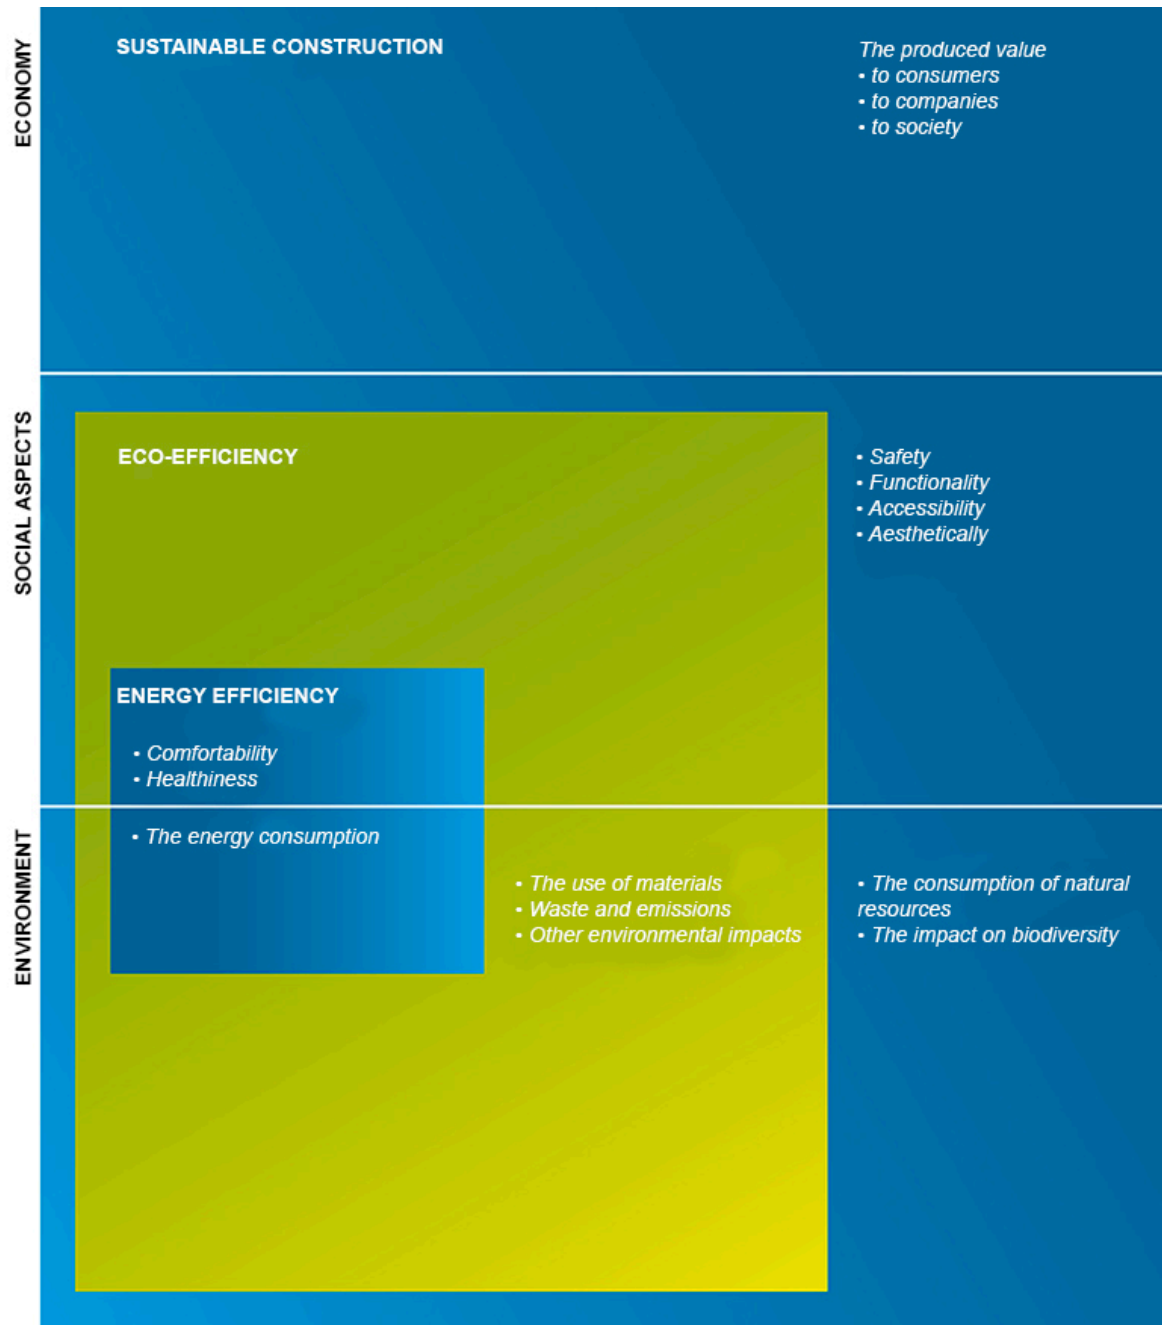 ECONOMY
SUSTAINABLE CONSTRUCTION
The produced value
• to consumers
• to companies
• to society
SOCIAL ASPECTS
ECO-EFFICIENCY
• Safety
• Functionality
• Accessibility
• Aesthetically
ENERGY EFFICIENCY
• Comfortability
• Healthiness
ENVIRONMENT
• The energy consumption
• The use of materials
• Waste and emissions
• Other environmental impacts
• The consumption of natural
resources
• The impact on biodiversity